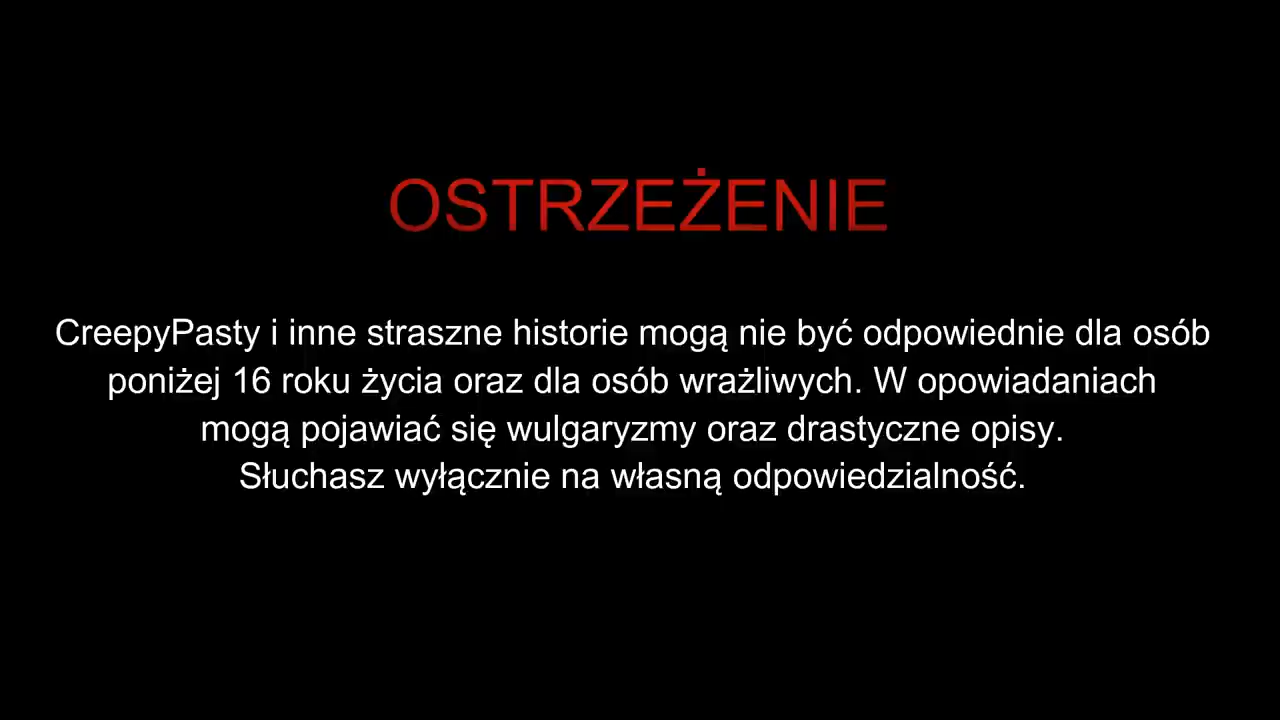 OSTRZEŻENIE
CreepyPasty i inne straszne historie mogą nie być odpowiednie dla osób
poniżej 16 roku życia oraz dla osób wrażliwych. W opowiadaniach
mogą pojawiać się wulgaryzmy oraz drastyczne opisy.
Słuchasz wyłącznie na własną odpowiedzialność.